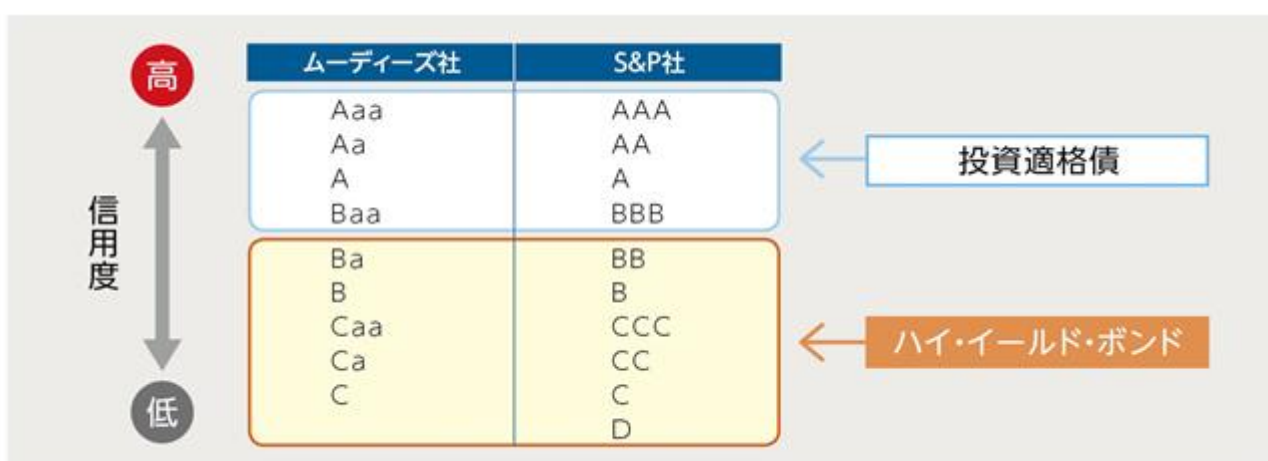 高
信用度
低
ムーディーズ社 S&P社
Aaa AAA
Aa AA
A A
Baa BBB
投資適格債
Ba BB
B B
Caa CCC
Ca CC
C C
D
ハイ・イールド・ボンド